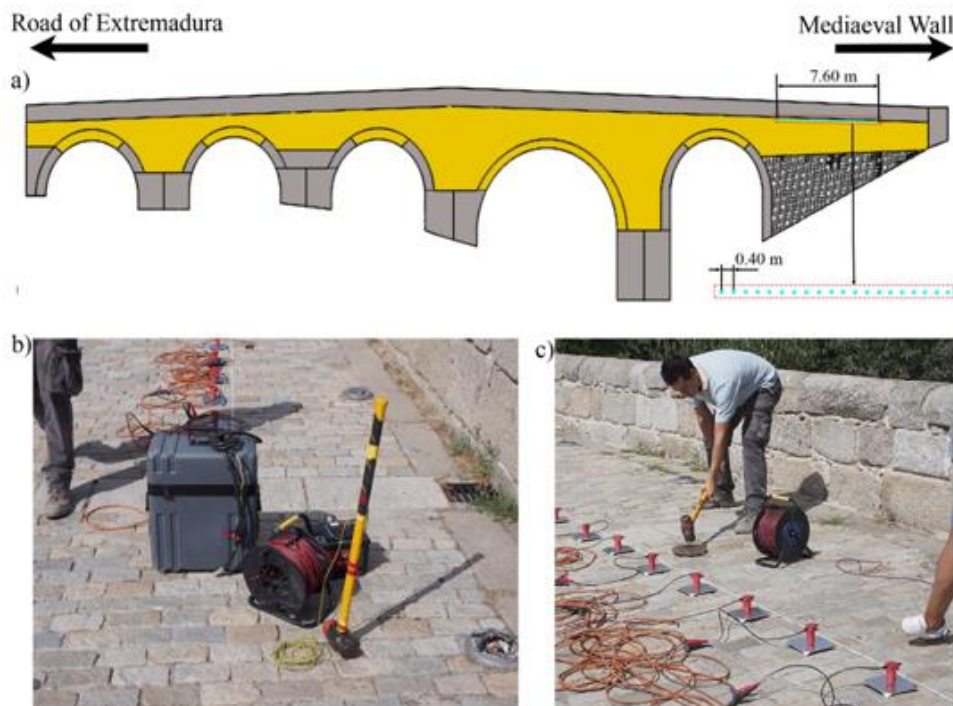 Road of Extremadura
Mediaeval Wall
a)
7.60 m
0.40 m
b)
c)